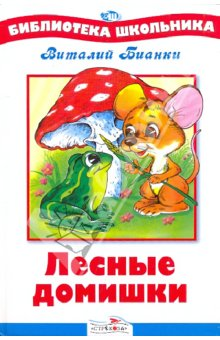 БИБЛИОТЕКА ШКОЛЬНИКА
Виталий Бианки
Лесные
домишки
«СТРЕКОЗА»